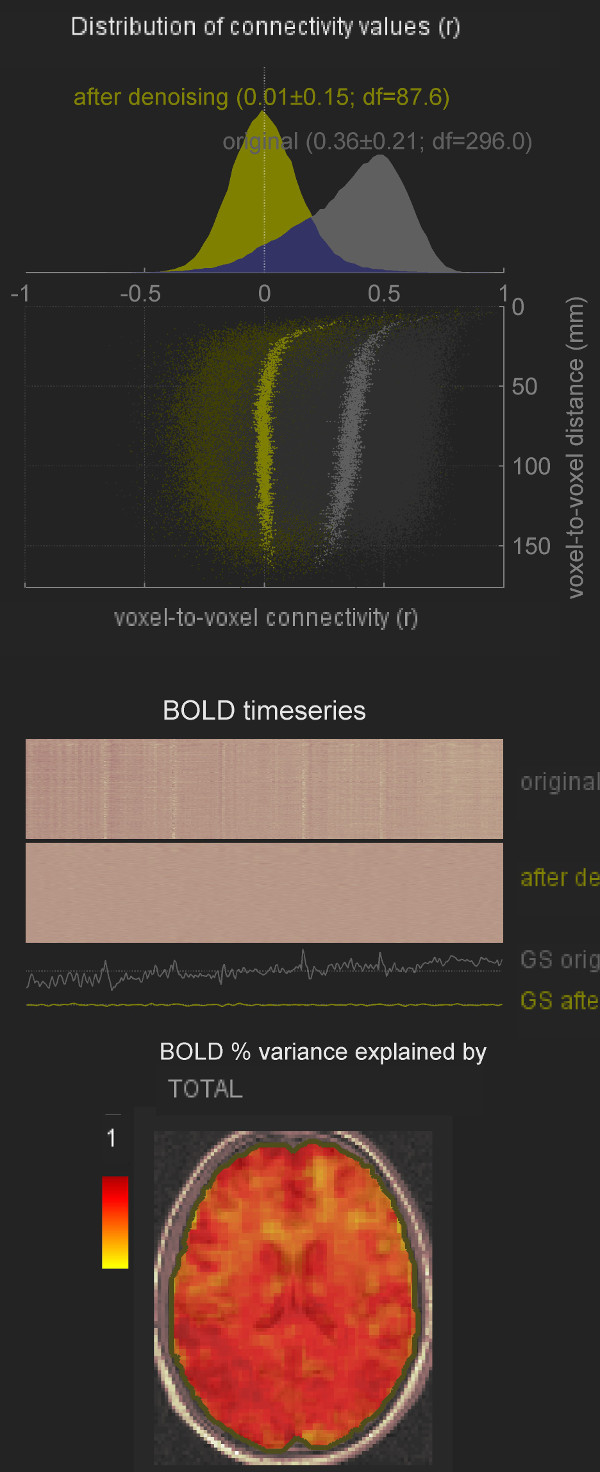 Distribution of connectivity values (r)
after denoising (0.01±0.15; df=87.6)
original (0.36±0.21; df=296.0)
-1 -0.5 0 0.5 1
0
50
100
150
voxel-to-voxel distance (mm)
voxel-to-voxel connectivity (r)
BOLD timeseries
original
after de
GS orig
GS afte
BOLD % variance explained by
TOTAL
1